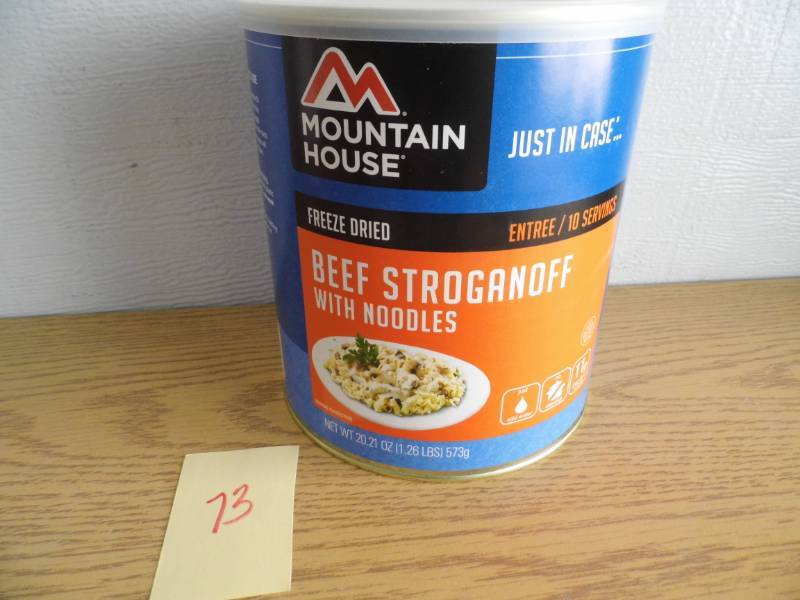 MOUNTAIN
HOUSE®
JUST IN CASE...
FREEZE DRIED
ENTREE / 10 SERVINGS
BEEF STROGANOFF
WITH NOODLES
NET WT 20.21 OZ (1.26 LBS) 573g
73